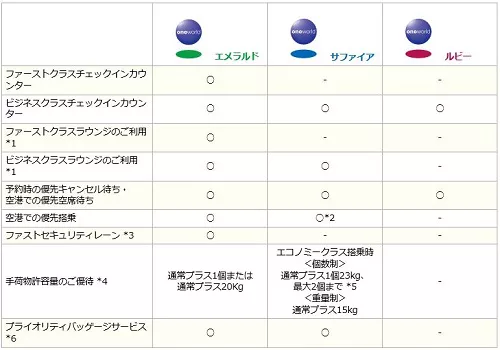 oneworld
oneworld
oneworld
エメラルド
サファイア
ルビー
ファーストクラスチェックインカウ
ンター
○
-
-
ビジネスクラスチェックインカウン
ター
○
○
○
ファーストクラスラウンジのご利用
*1
○
-
-
ビジネスクラスラウンジのご利用
*1
○
○
-
予約時の優先キャンセル待ち・
空港での優先空席待ち
○
○
○
空港での優先搭乗
○
○*2
-
ファストセキュリティレーン *3
○
-
-
手荷物許容量のご優待 *4
通常プラス1個または
通常プラス20Kg
エコノミークラス搭乗時
＜個数制＞
通常プラス1個23kg、
最大2個まで *5
＜重量制＞
通常プラス15kg
-
プライオリティバッゲージサービス
*6
○
○
-